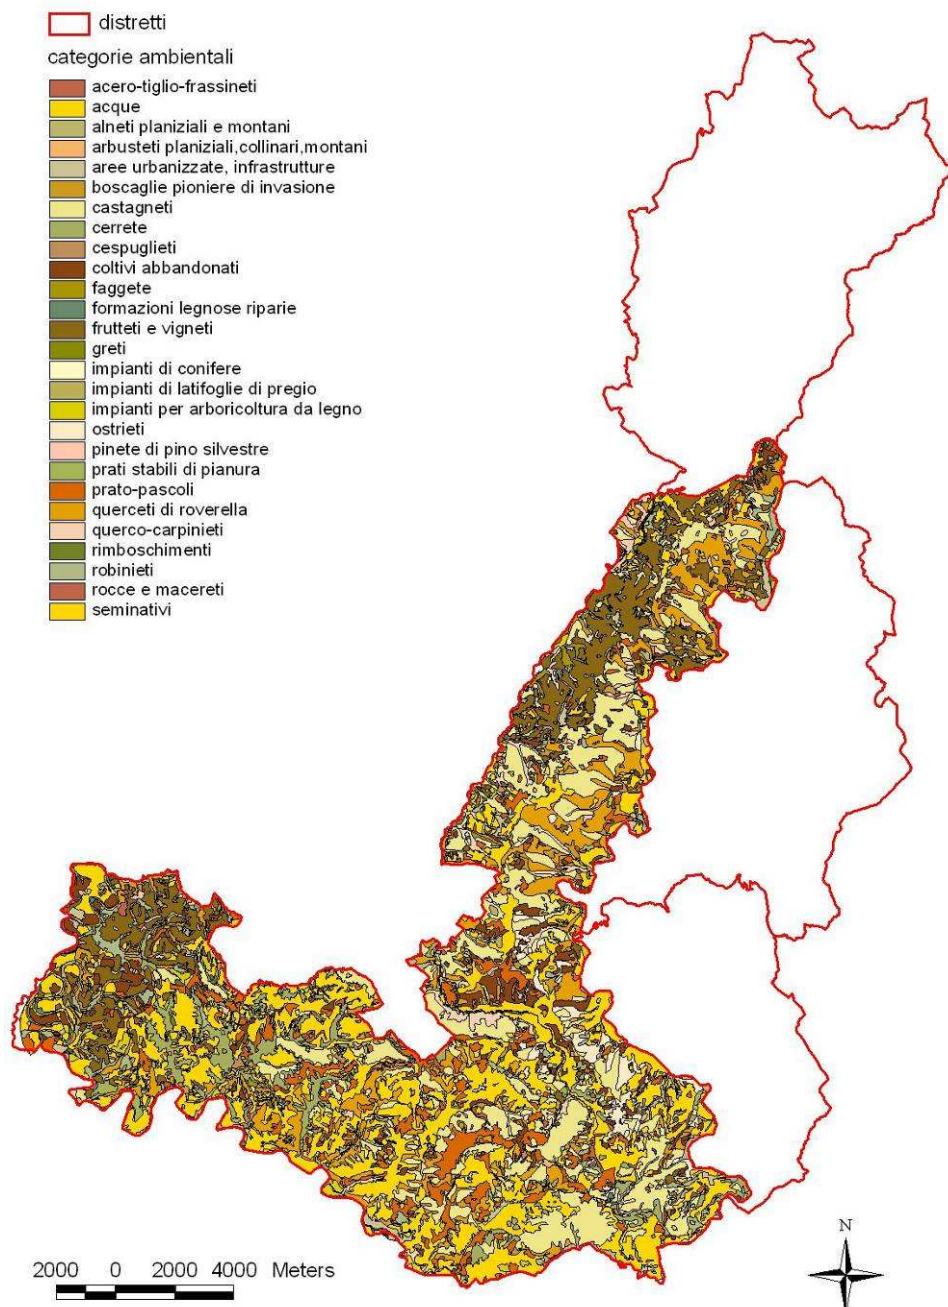 distretti
categorie ambientali
acero-tiglio-frassineti
acque
alneti planiziali e montani
arbusteti planiziali,collinari,montani
aree urbanizzate, infrastrutture
boscaglie pioniere di invasione
castagneti
cerrete
cespuglieti
coltivi abbandonati
faggete
formazioni legnose riparie
frutteti e vigneti
greti
impianti di conifere
impianti di latifoglie di pregio
impianti per arboricoltura da legno
ostrieti
pinete di pino silvestre
prati stabili di pianura
prato-pascoli
querceti di roverella
querco-carpinieti
rimboschimenti
robinieti
rocce e macereti
seminativi
N
2000 0 2000 4000 Meters